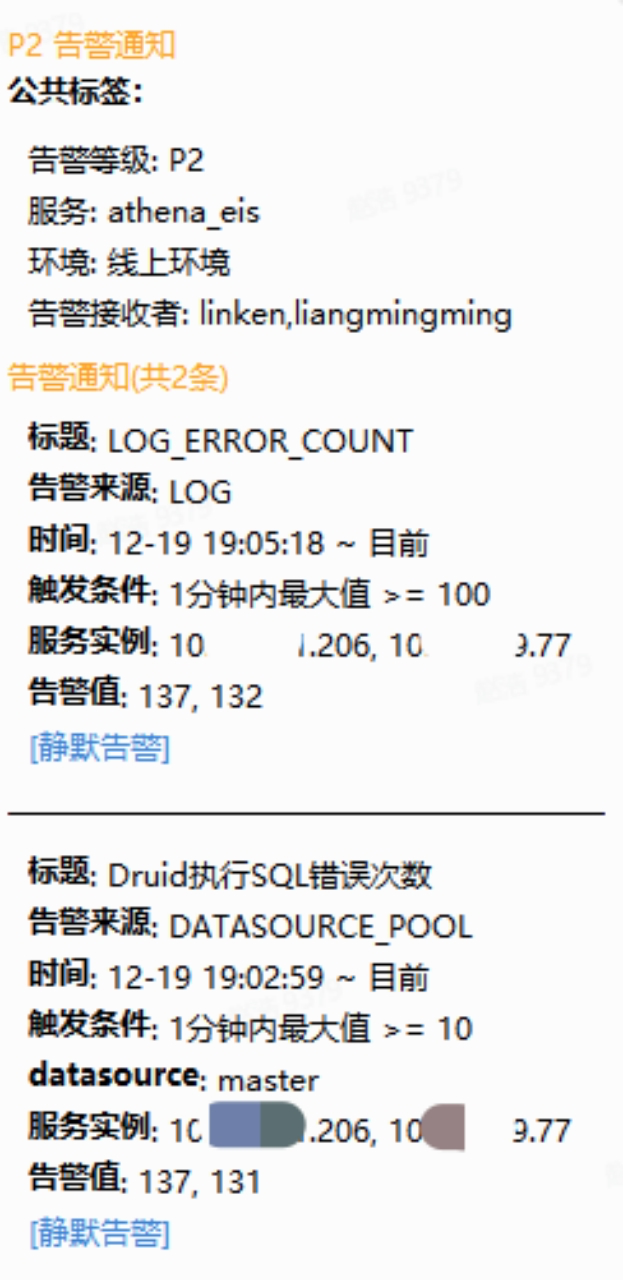 P2 告警通知
公共标签:
告警等级: P2
服务: athena_eis
环境: 线上环境
告警接收者: linken,liangmingming
告警通知(共2条)
标题: LOG_ERROR_COUNT
告警来源: LOG
时间: 12-19 19:05:18 ~ 目前
触发条件: 1分钟内最大值 >= 100
服务实例: 10. .206, 10. 9.77
告警值: 137, 132
[静默告警]
标题: Druid执行SQL错误次数
告警来源: DATASOURCE_POOL
时间: 12-19 19:02:59 ~ 目前
触发条件: 1分钟内最大值 >= 10
datasource: master
服务实例: 10 .206, 10 9.77
告警值: 137, 131
[静默告警]